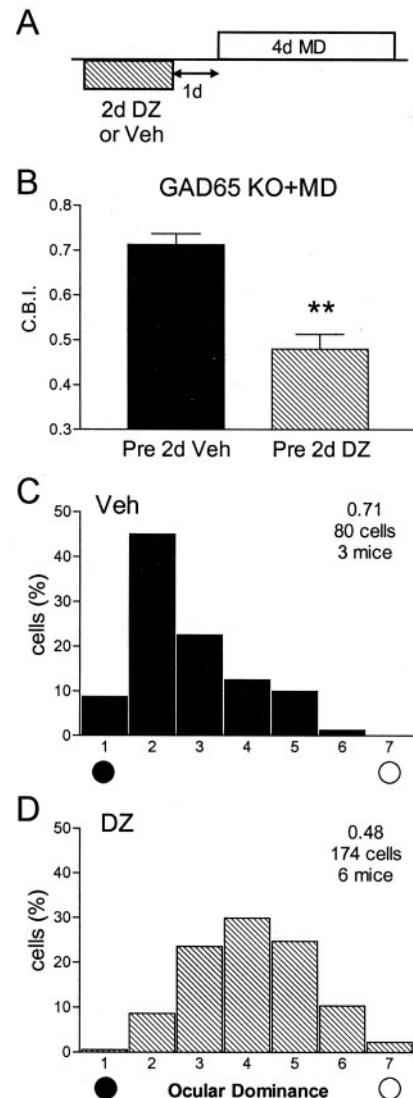 A
4d MD
1d
2d DZ
or Veh
B
GAD65 KO+MD
0.8
0.7
0.6
0.5
0.4
0.3
C.B.I.
**
Pre 2d Veh Pre 2d DZ
C
Veh
0.71
80 cells
3 mice
50
40
30
20
10
0
cells (%)
1 2 3 4 5 6 7
D
DZ
0.48
174 cells
6 mice
50
40
30
20
10
0
cells (%)
1 2 3 4 5 6 7
Ocular Dominance